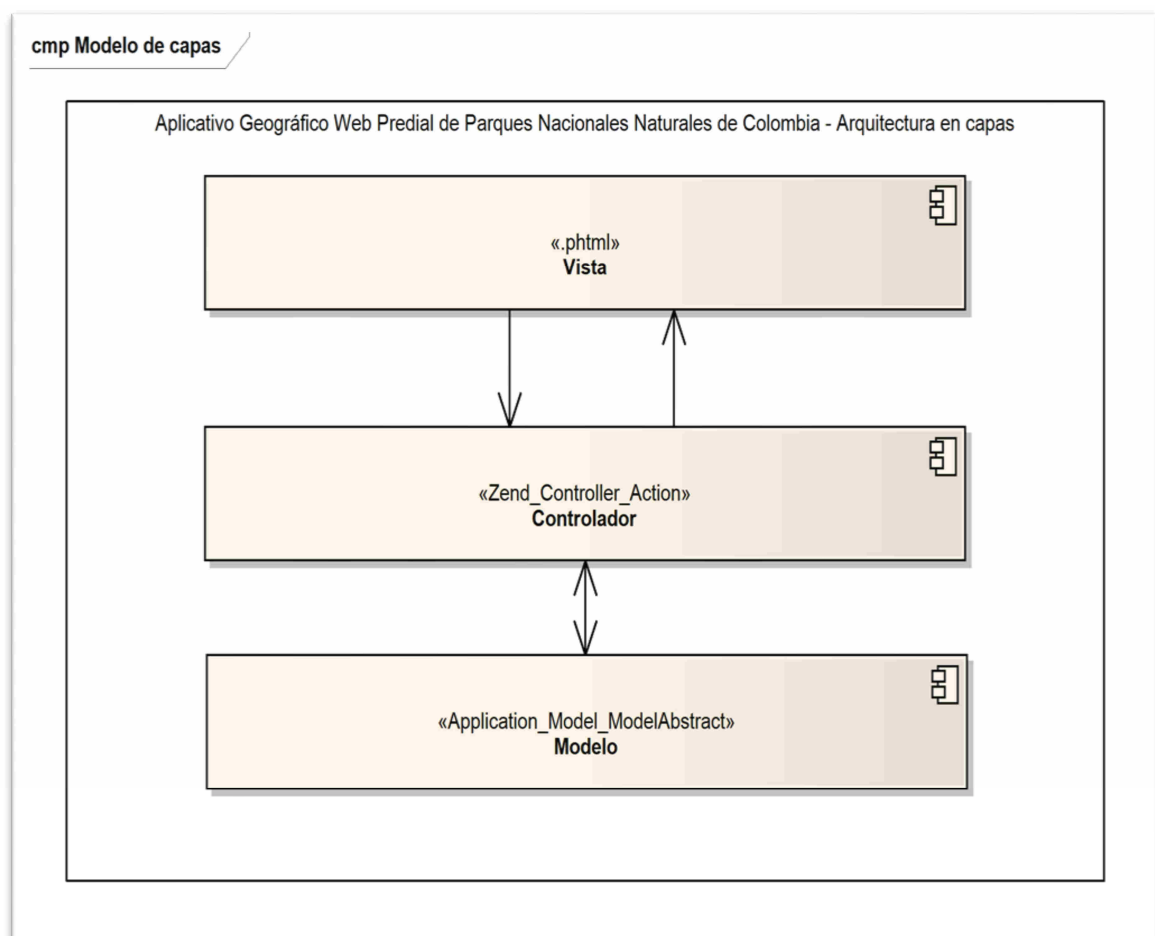 cmp Modelo de capas
Aplicativo Geográfico Web Predial de Parques Nacionales Naturales de Colombia - Arquitectura en capas
«.phtml»
Vista
«Zend_Controller_Action»
Controlador
«Application_Model_ModelAbstract»
Modelo